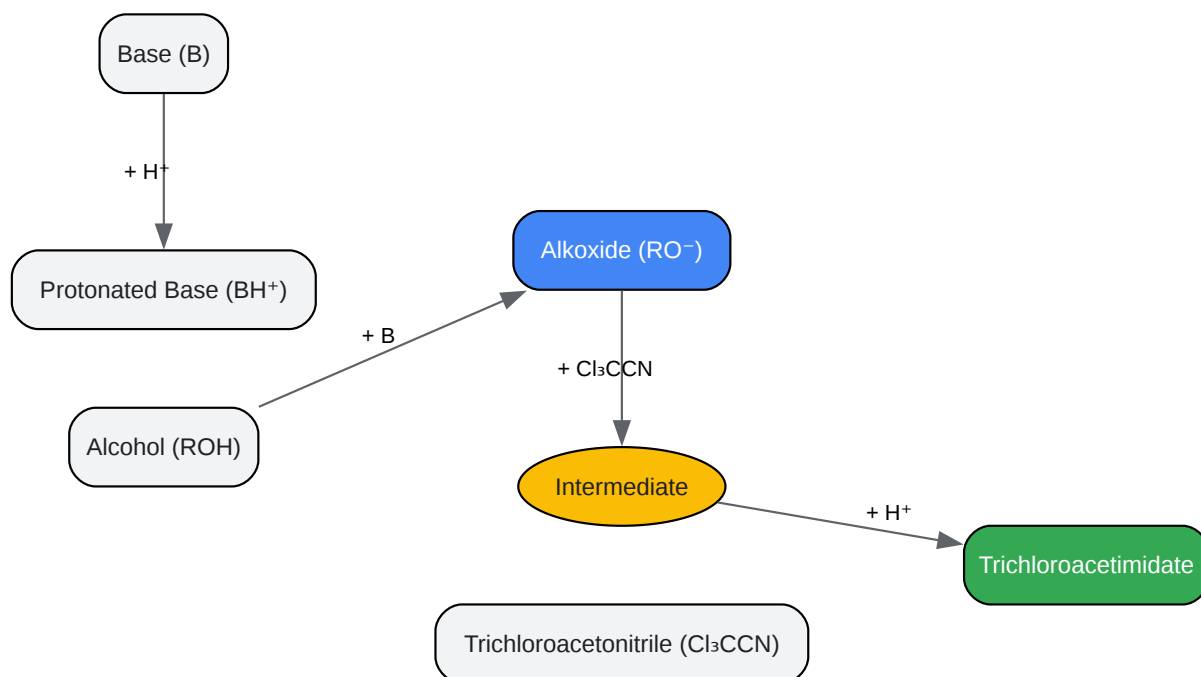 Base (B)
+ H⁺
Protonated Base (BH⁺)
Alkoxide (RO⁻)
+ B
+ Cl₃CCN
Alcohol (ROH)
Intermediate
+ H⁺
Trichloroacetimidate
Trichloroacetonitrile (Cl₃CCN)